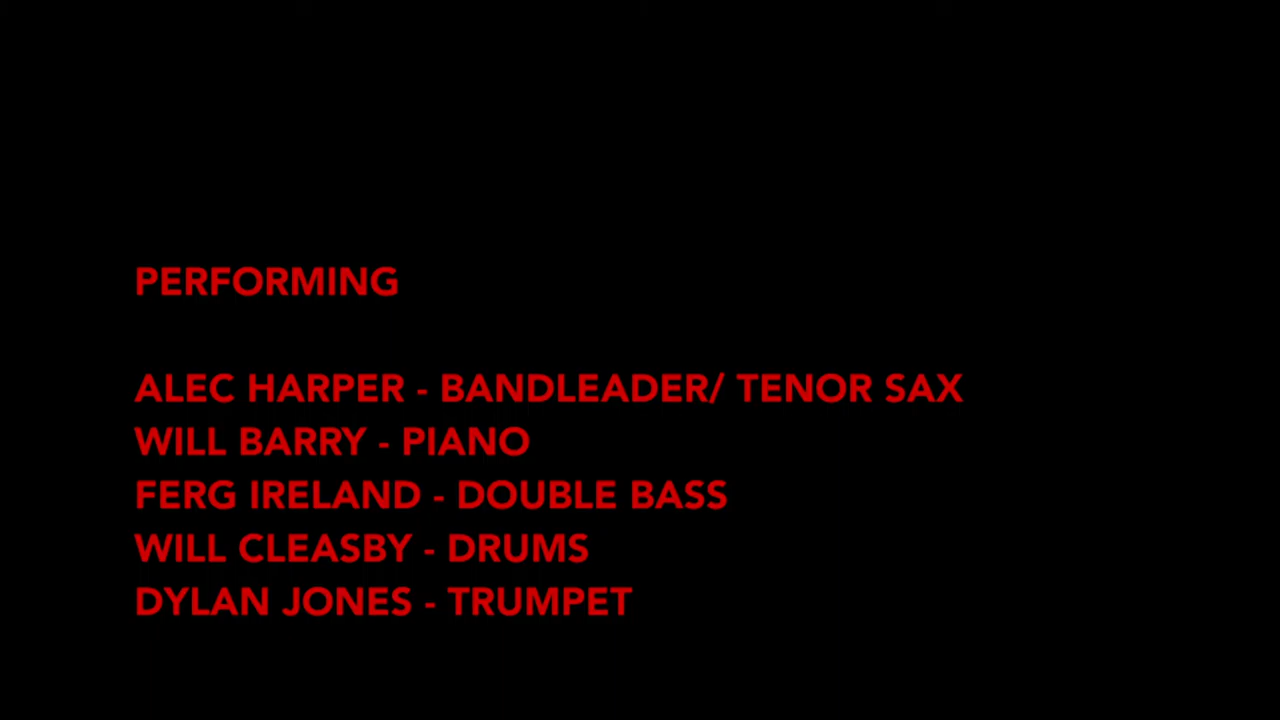 PERFORMING
ALEC HARPER - BANDLEADER/ TENOR SAX
WILL BARRY - PIANO
FERG IRELAND - DOUBLE BASS
WILL CLEASBY - DRUMS
DYLAN JONES - TRUMPET